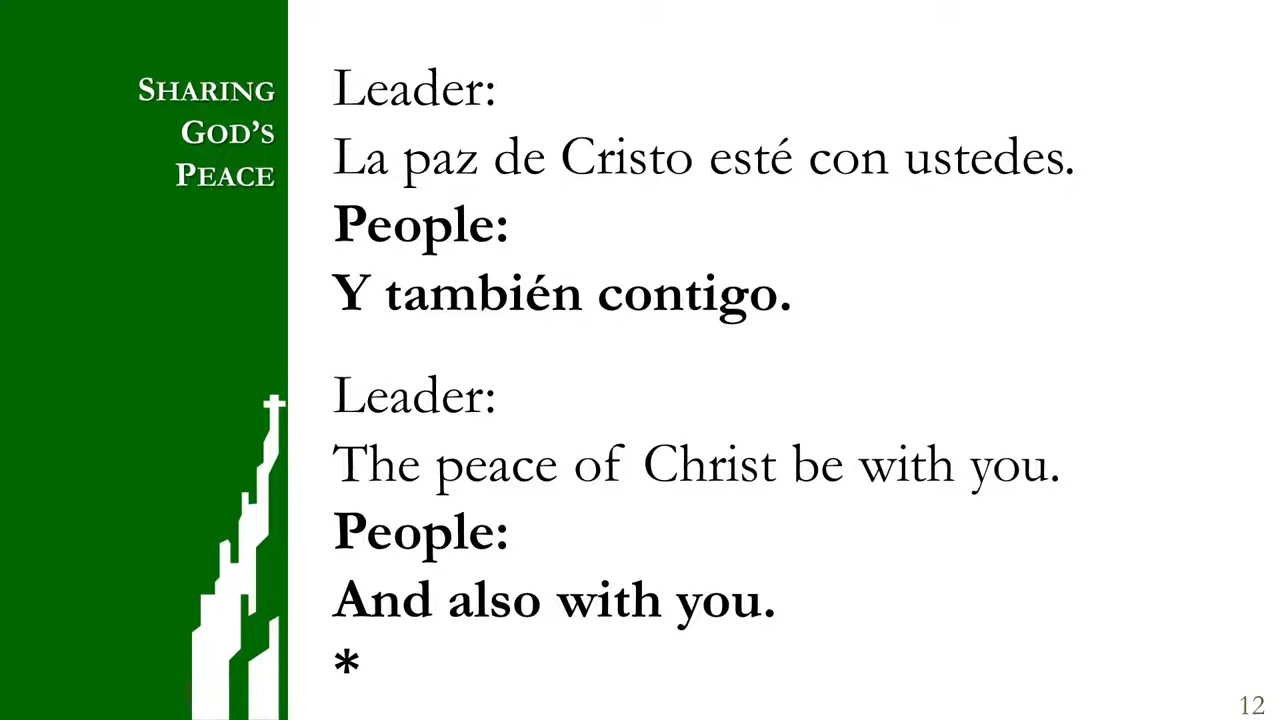 SHARING
GOD'S
PEACE
Leader:
La paz de Cristo esté con ustedes.
People:
Y también contigo.
Leader:
The peace of Christ be with you.
People:
And also with you.
*
12